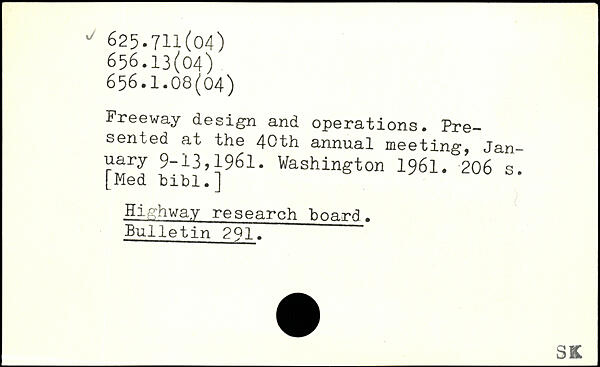 ✓ 625.711(04)
656.13(04)
656.1.08(04)
Freeway design and operations. Pre-
sented at the 40th annual meeting, Jan-
uary 9-13,1961. Washington 1961. 206 s.
[Med bibl.]
Highway research board.
Bulletin 291.
SK